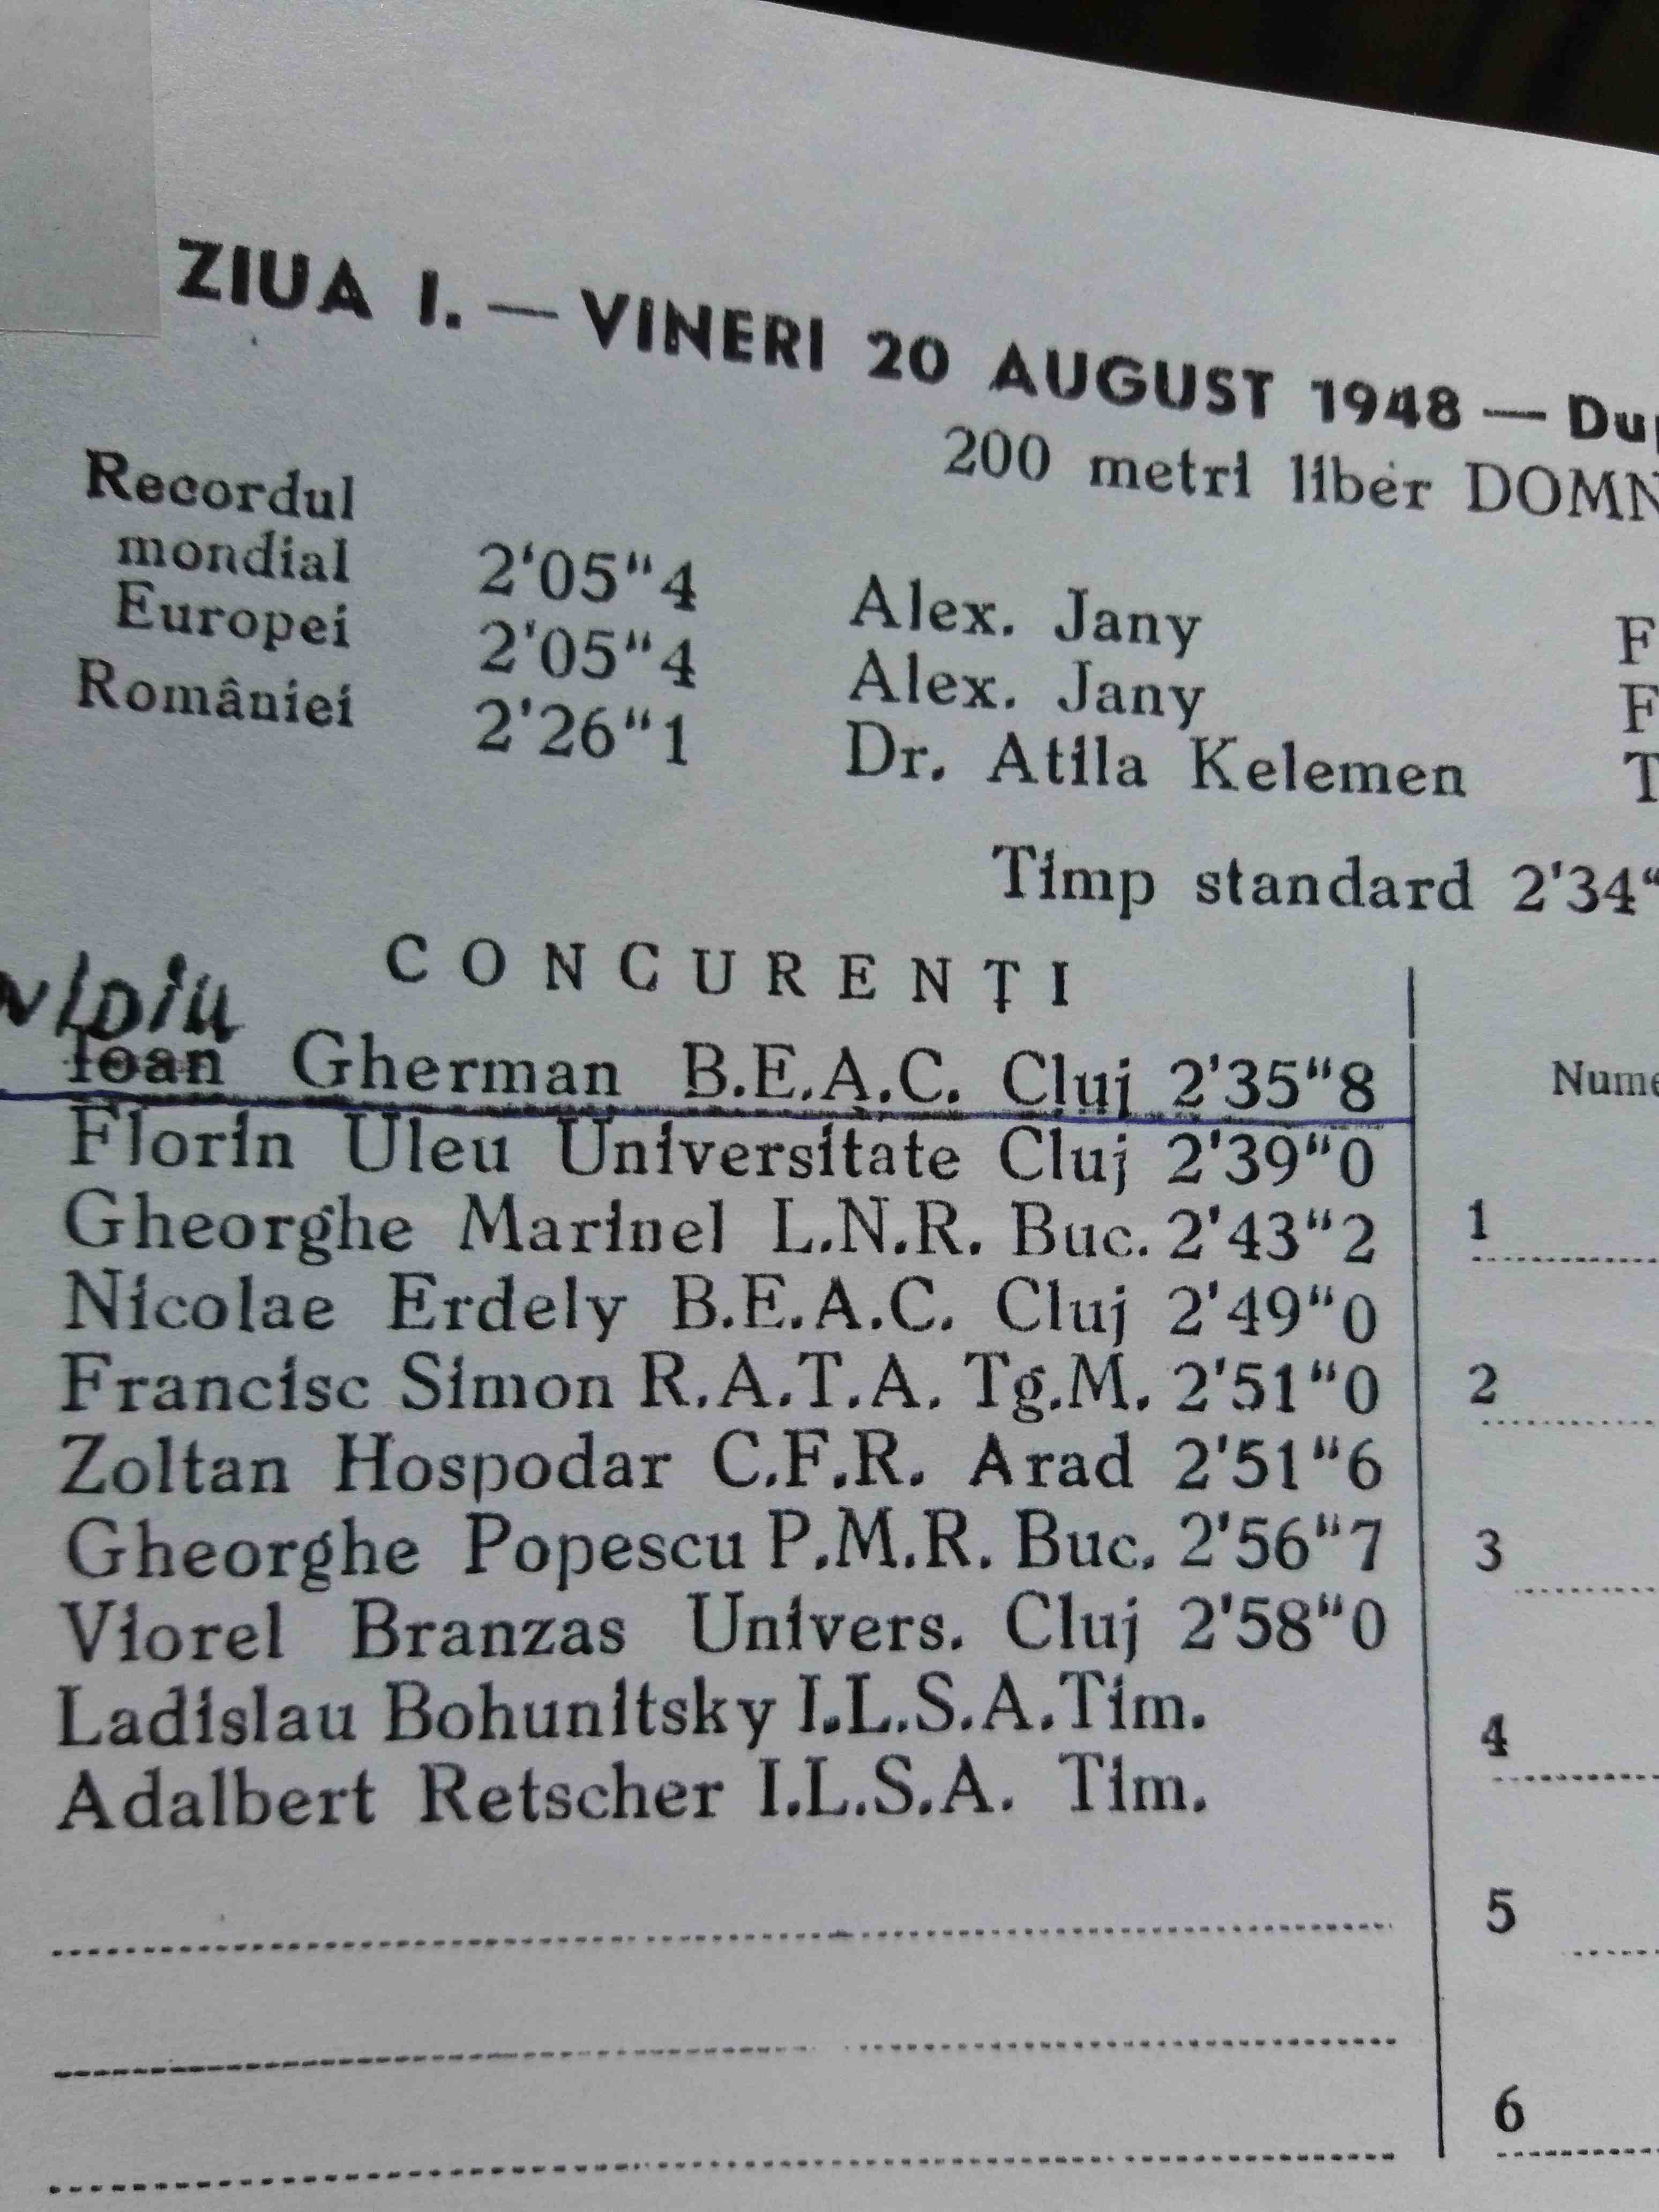 ZIUA I. — VINERI 20 AUGUST 1948 — Dup
200 metri liber DOMN
Recordul
mondial 2'05"4 Alex. Jany F
Europei 2'05"4 Alex. Jany F
României 2'26"1 Dr. Atila Kelemen T
Timp standard 2'34"
CONCURENȚI
Ioan Gherman B.E.A.C. Cluj 2'35"8
Nume
Florin Uleu Universitate Cluj 2'39"0
Gheorghe Marinel L.N.R. Buc. 2'43"2
1
Nicolae Erdely B.E.A.C. Cluj 2'49"0
Francisc Simon R.A.T.A. Tg.M. 2'51"0
2
Zoltan Hospodar C.F.R. Arad 2'51"6
Gheorghe Popescu P.M.R. Buc. 2'56"7
3
Viorel Branzas Univers. Cluj 2'58"0
Ladislau Bohunitsky I.L.S.A. Tim.
4
Adalbert Retscher I.L.S.A. Tim.
5
6